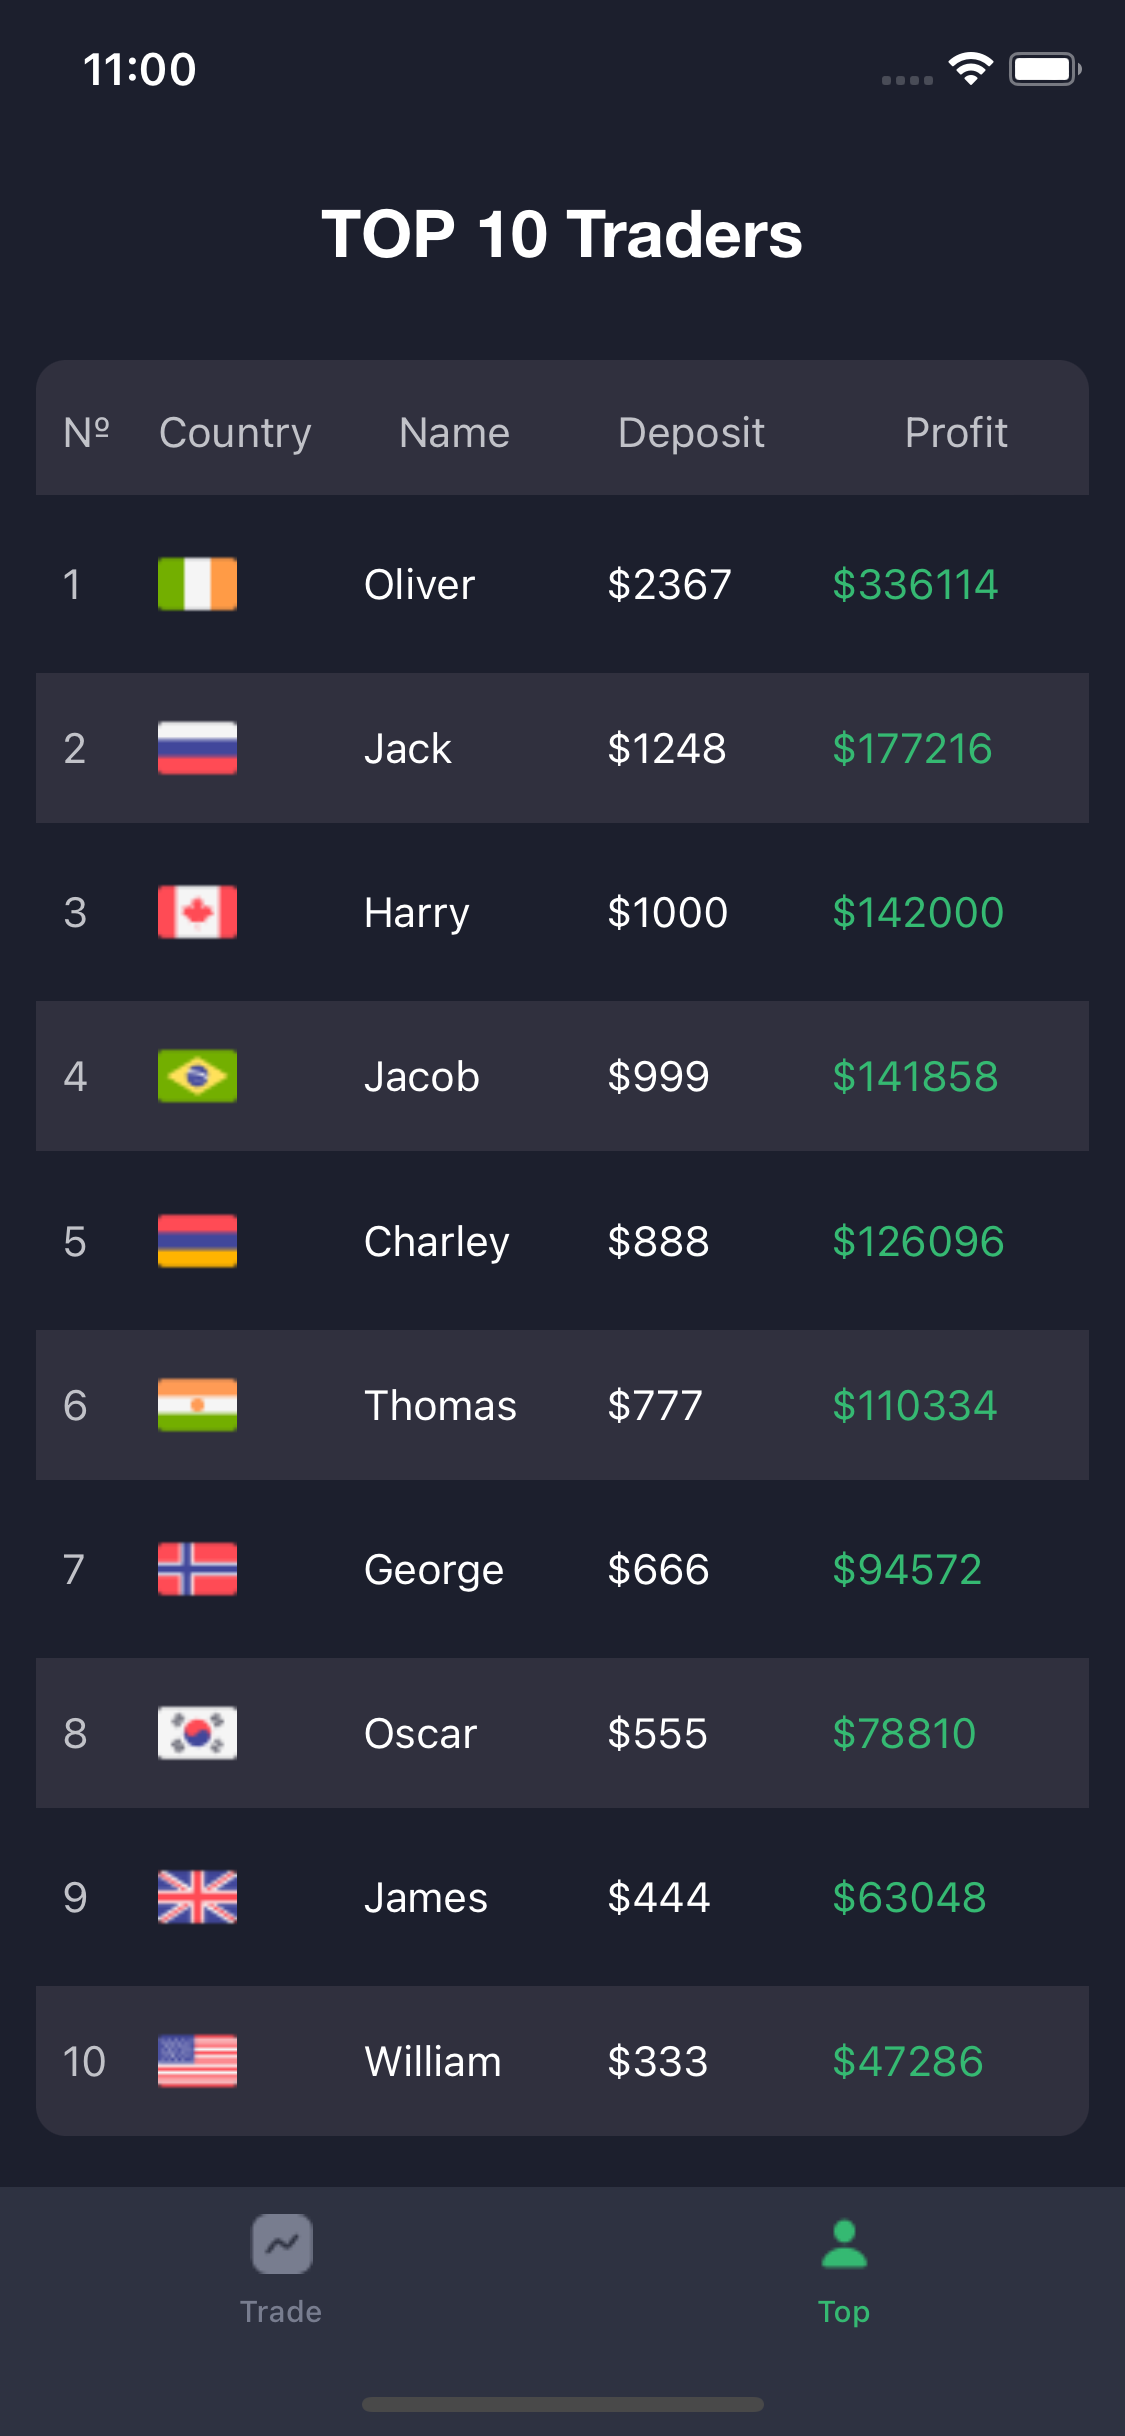 11:00
TOP 10 Traders
Nº Country Name Deposit Profit
1 Oliver $2367 $336114
2 Jack $1248 $177216
3 Harry $1000 $142000
4 Jacob $999 $141858
5 Charley $888 $126096
6 Thomas $777 $110334
7 George $666 $94572
8 Oscar $555 $78810
9 James $444 $63048
10 William $333 $47286
Trade Top